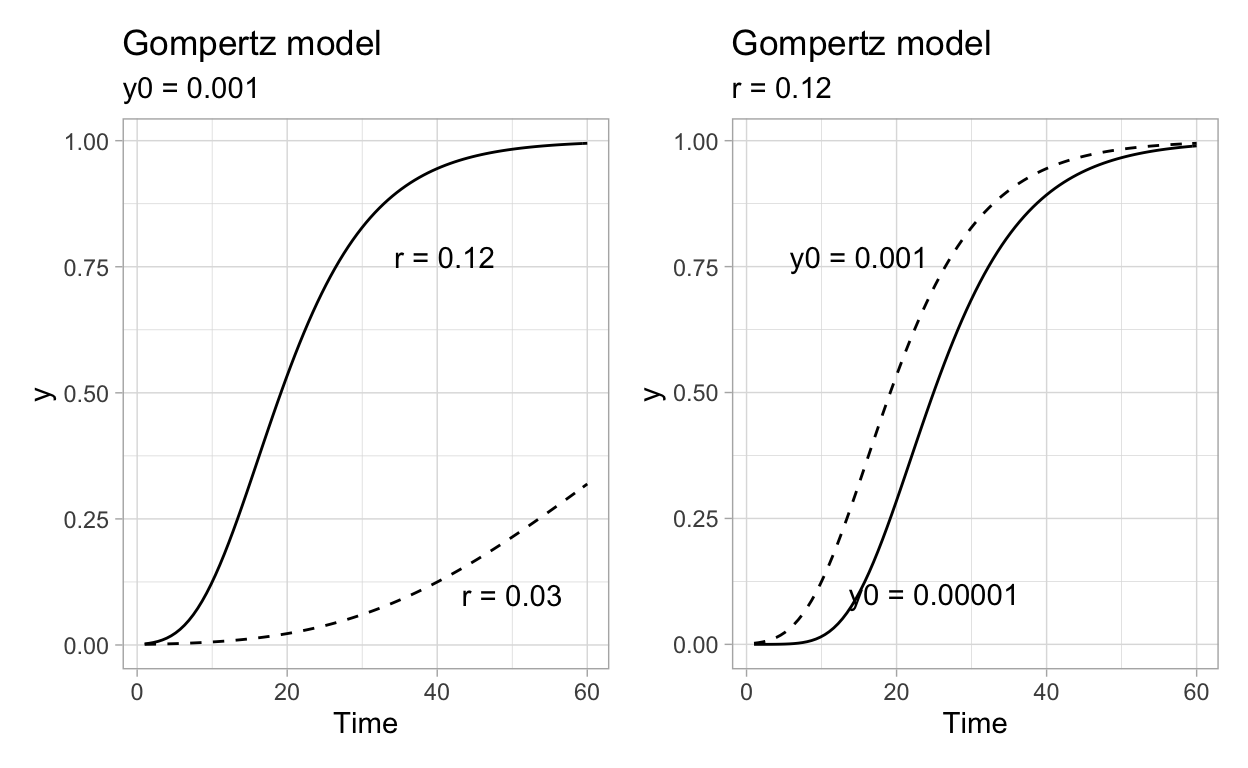 Gompertz model
y0 = 0.001
1.00
0.75
0.50
0.25
0.00
y
r = 0.12
r = 0.03
0 20 40 60
Time
Gompertz model
r = 0.12
1.00
0.75
0.50
0.25
0.00
y
y0 = 0.001
y0 = 0.00001
0 20 40 60
Time